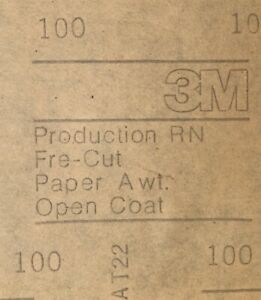 100 10
3M
Production RN
Fre-Cut
Paper A wt.
Open Coat
100 100
AT22